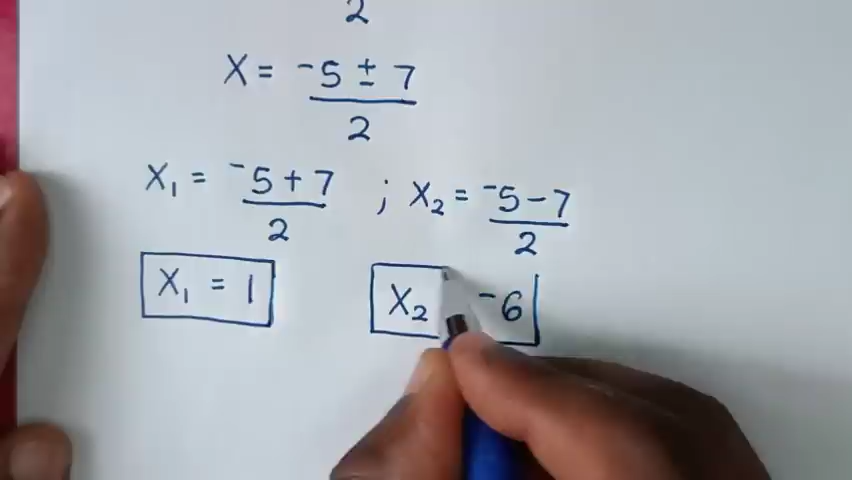 2
X = ⁻5 ± 7
2
X₁ = ⁻5 + 7 ; X₂ = ⁻5 − 7
2 2
X₁ = 1 X₂ ⁻6